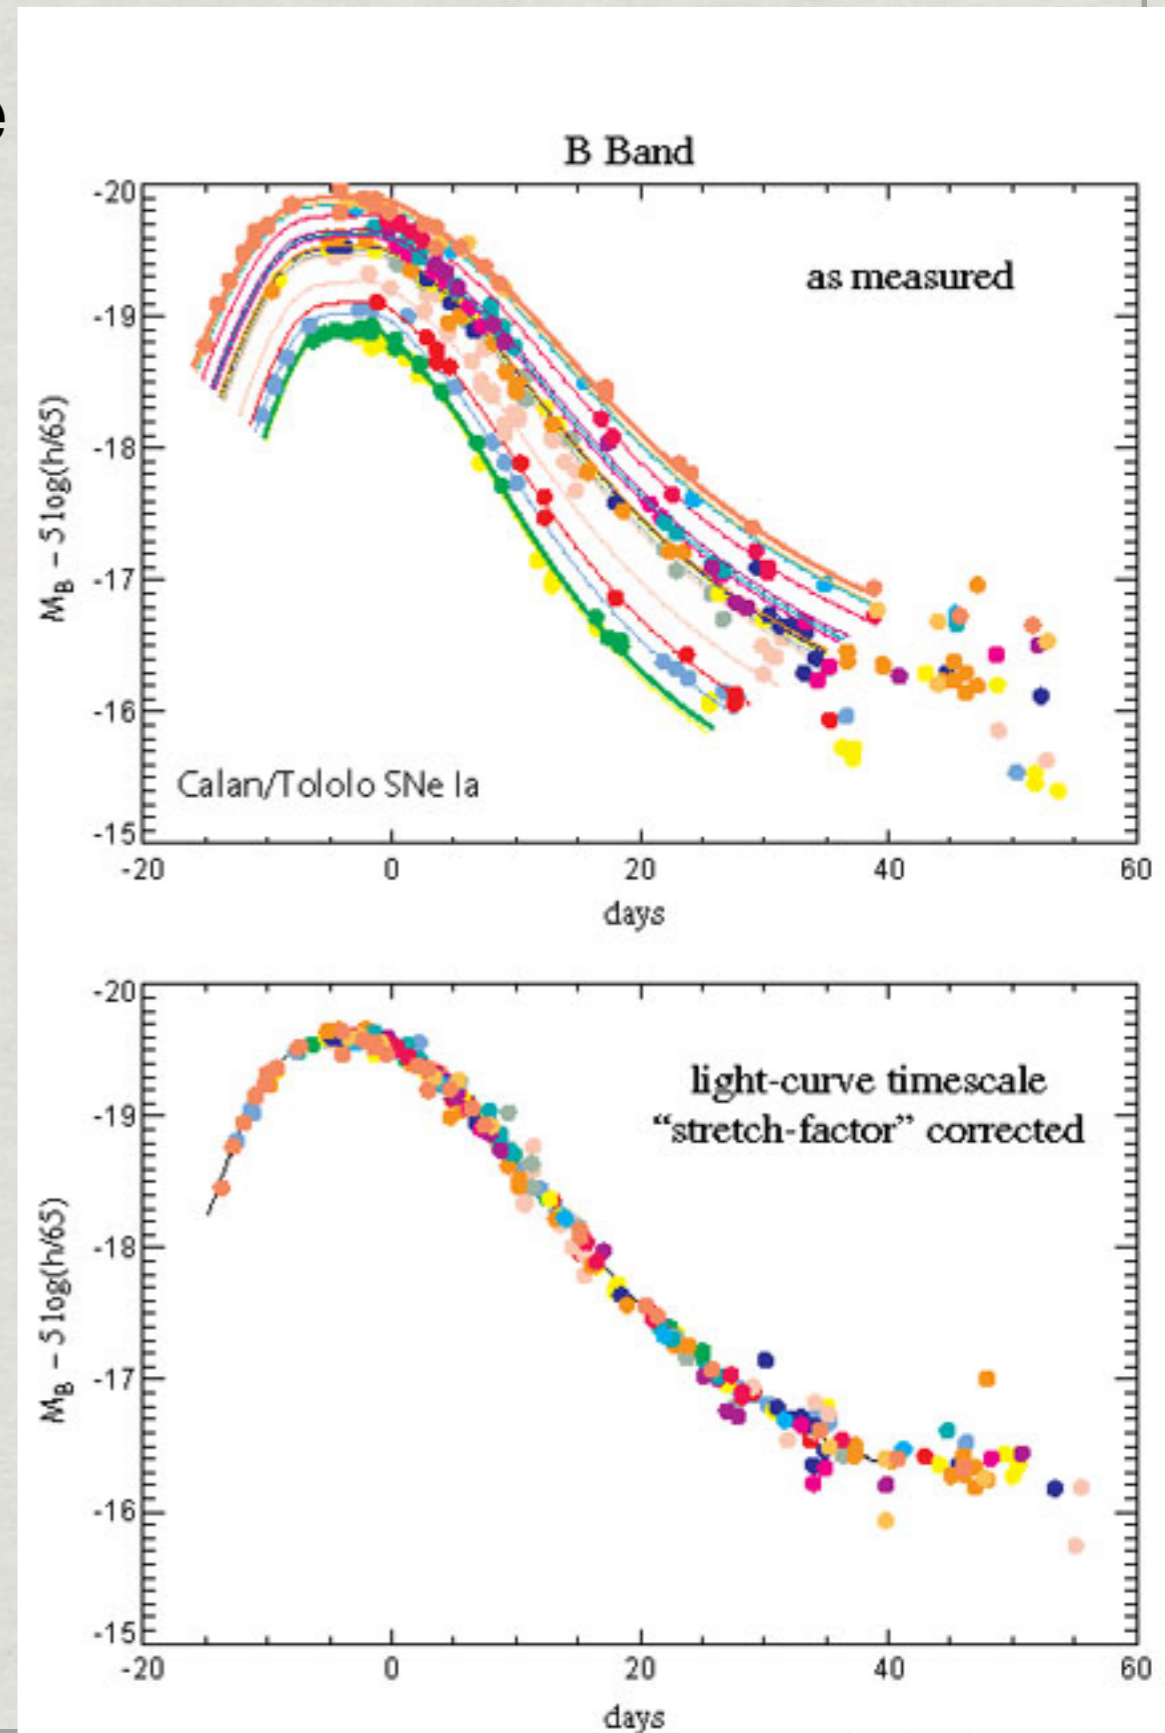 e
B Band
as measured
M_B – 5 log(h/65)
-20
-19
-18
-17
-16
-15
Calan/Tololo SNe Ia
-20 0 20 40 60
days
light-curve timescale
“stretch-factor” corrected
M_B – 5 log(h/65)
-20
-19
-18
-17
-16
-15
-20 0 20 40 60
days